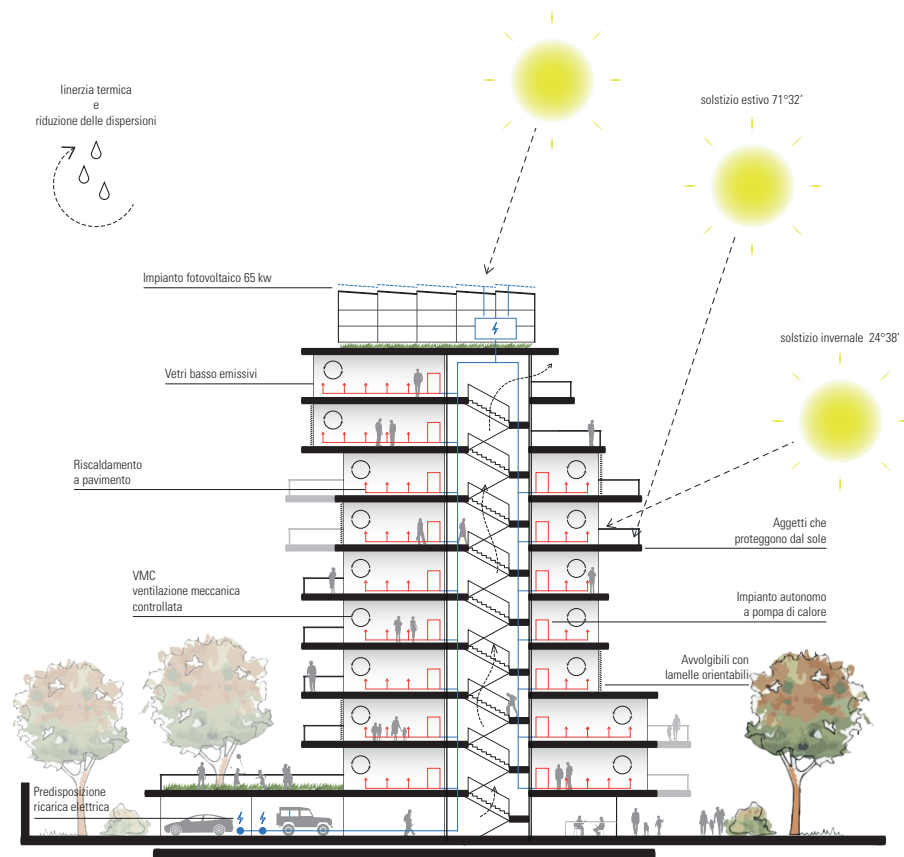 linerzia termica
e
riduzione delle dispersioni
solstizio estivo 71°32'
Impianto fotovoltaico 65 kw
solstizio invernale 24°38'
Vetri basso emissivi
Riscaldamento
a pavimento
Aggetti che
proteggono dal sole
VMC
ventilazione meccanica
controllata
Impianto autonomo
a pompa di calore
Avvolgibili con
lamelle orientabili
Predisposizione
ricarica elettrica